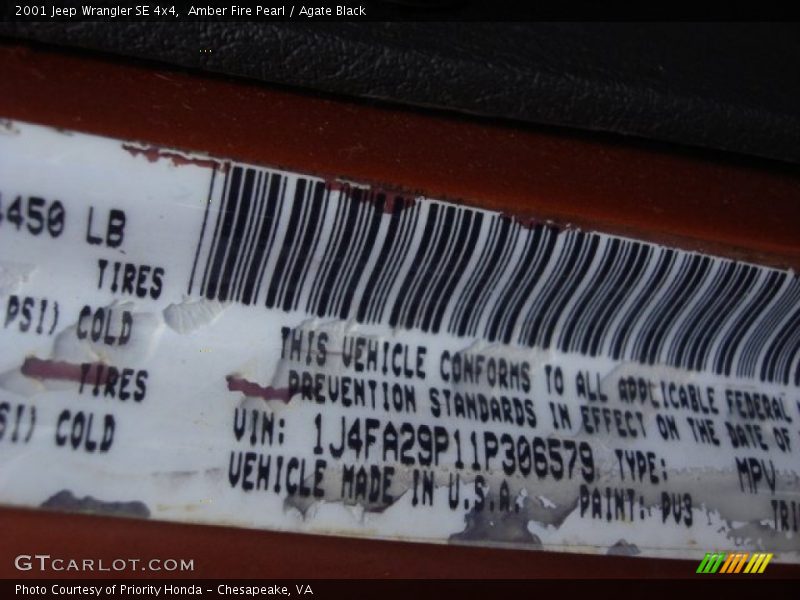 2001 Jeep Wrangler SE 4x4,  Amber Fire Pearl / Agate Black
4450 LB
TIRES
PSI) COLD
TIRES
SI) COLD
THIS VEHICLE CONFORMS TO ALL APPLICABLE FEDERAL
PREVENTION STANDARDS IN EFFECT ON THE DATE OF
VIN: 1J4FA29P11P306579 TYPE: MPV
VEHICLE MADE IN U.S.A. PAINT: PV3
GTCARLOT.COM
Photo Courtesy of Priority Honda - Chesapeake, VA